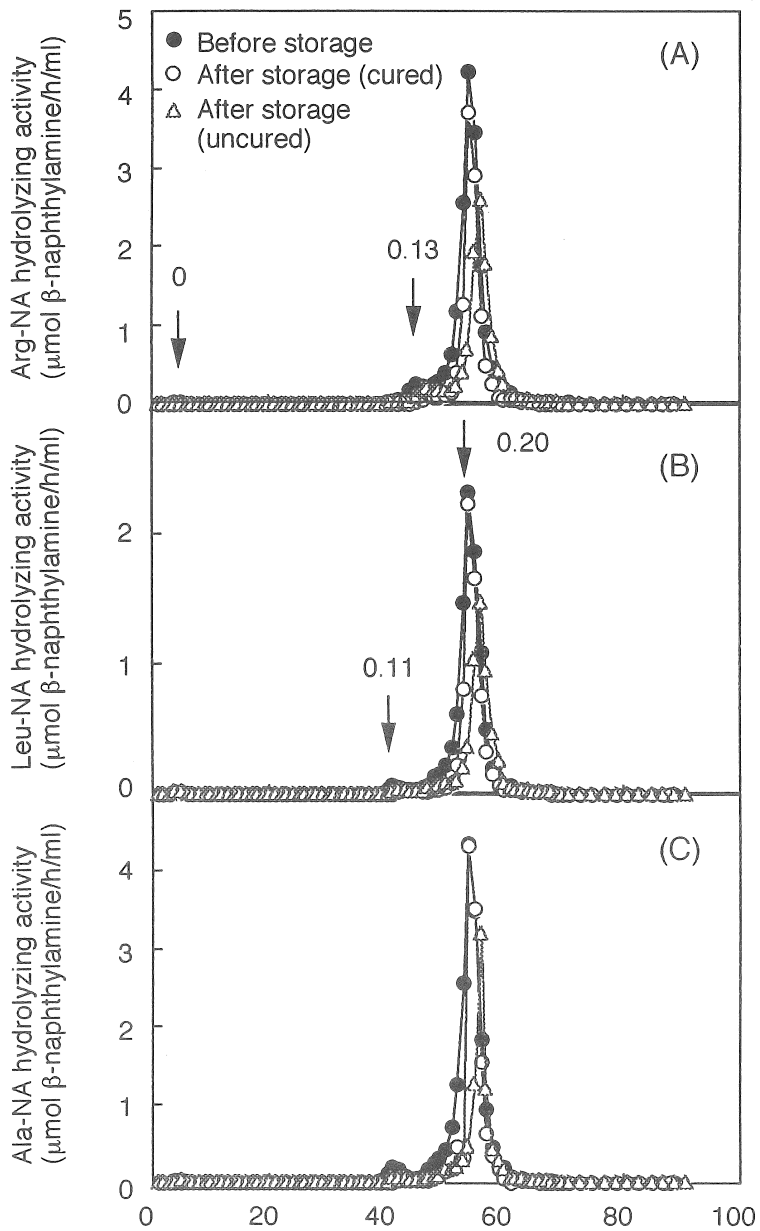 Arg-NA hydrolyzing activity
(μmol β-naphthylamine/h/ml)
5
4
3
2
1
0
Before storage
After storage (cured)
After storage
(uncured)
(A)
0
0.13
Leu-NA hydrolyzing activity
(μmol β-naphthylamine/h/ml)
2
1
0
0.20
(B)
0.11
Ala-NA hydrolyzing activity
(μmol β-naphthylamine/h/ml)
4
3
2
1
0
(C)
0 20 40 60 80 100